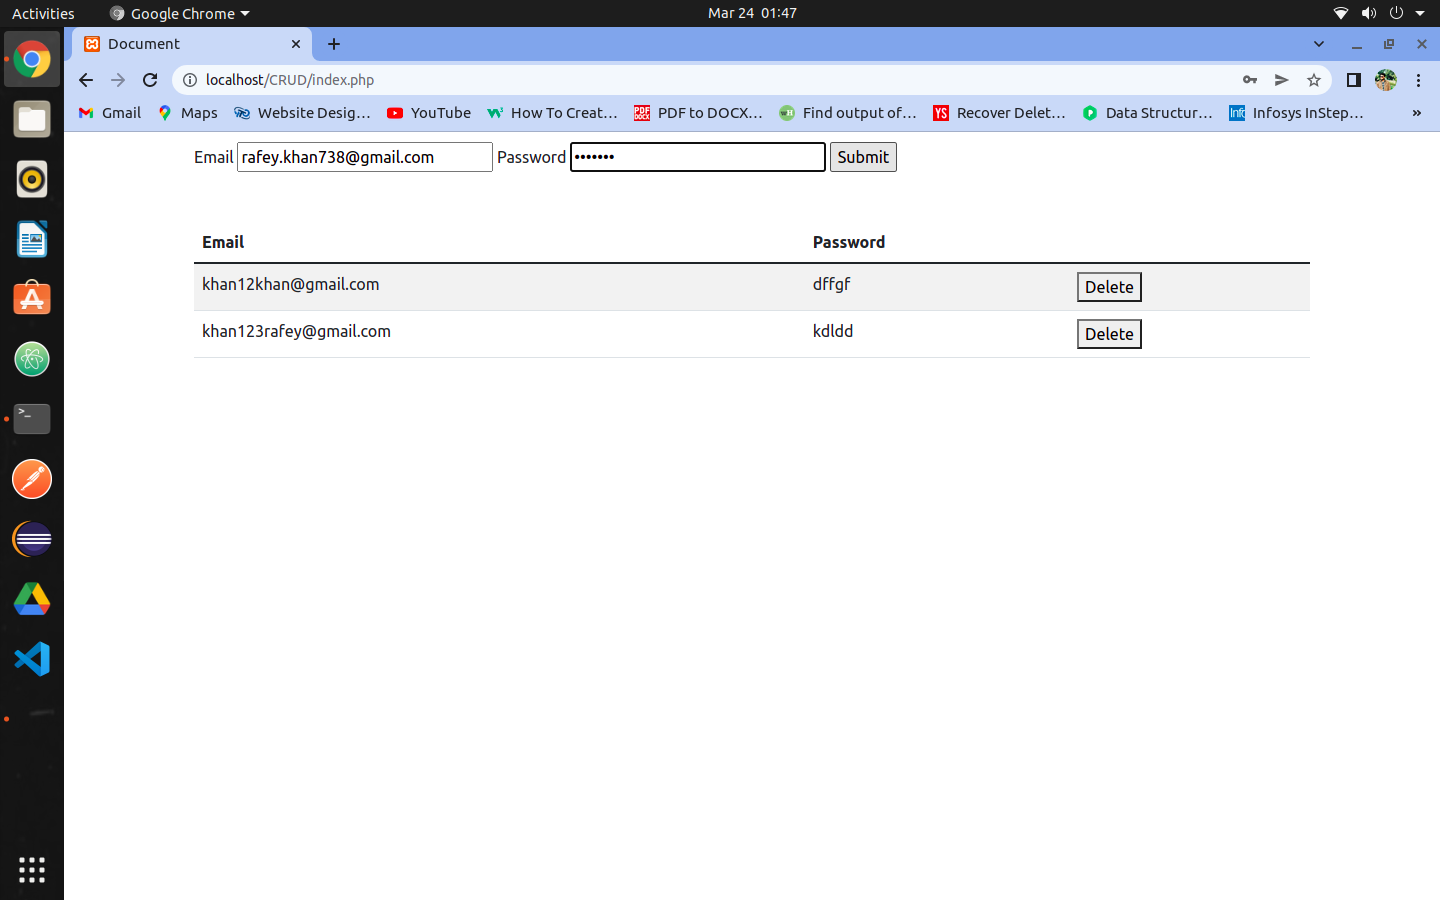 Activities Google Chrome Mar 24 01:47
Document
localhost/CRUD/index.php
Gmail Maps Website Desig... YouTube How To Creat... PDF to DOCX... Find output of... Recover Delet... Data Structur... Infosys InStep... »
Email rafey.khan738@gmail.com Password ••••••• Submit
Email Password
khan12khan@gmail.com dffgf Delete
khan123rafey@gmail.com kdldd Delete